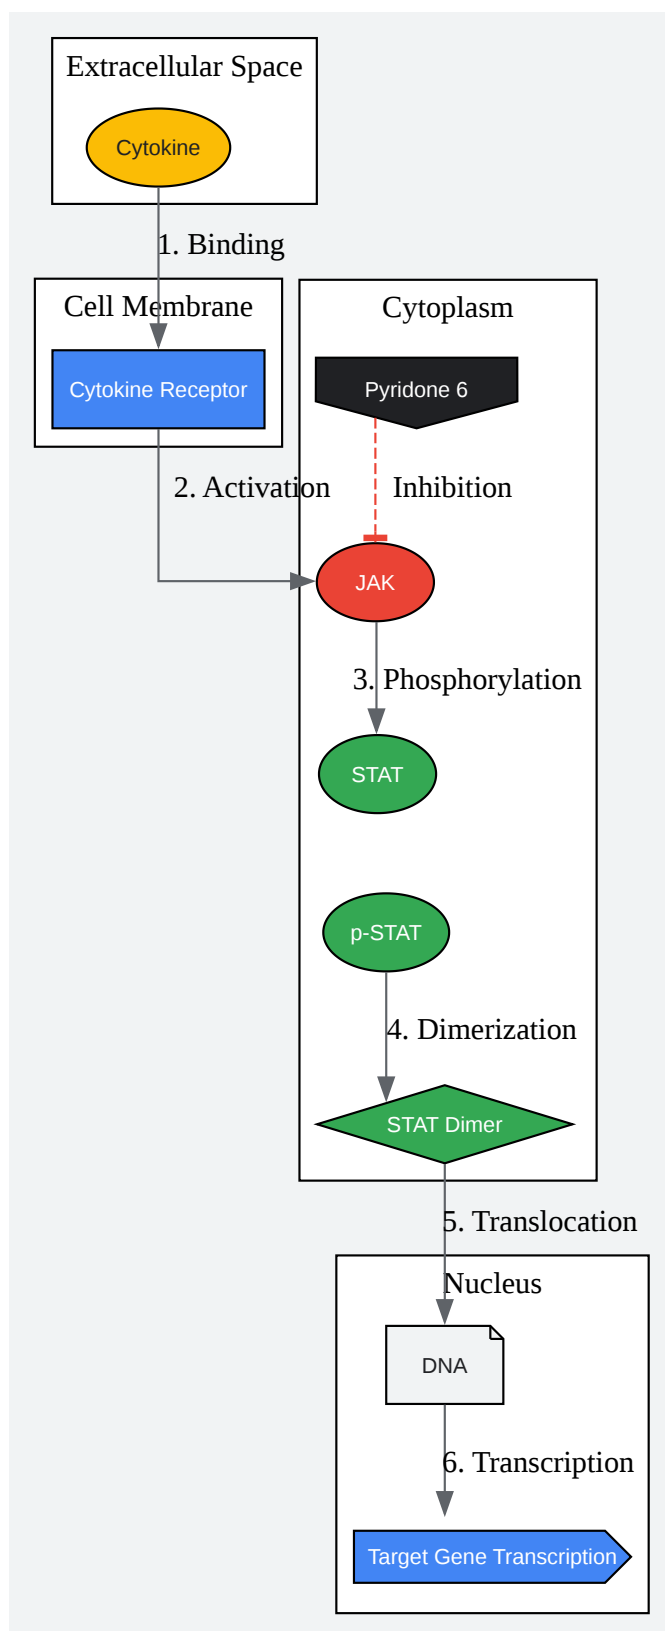 Extracellular Space
Cytokine
1. Binding
Cell Membrane
Cytokine Receptor
Cytoplasm
Pyridone 6
2. Activation
Inhibition
JAK
3. Phosphorylation
STAT
p-STAT
4. Dimerization
STAT Dimer
5. Translocation
Nucleus
DNA
6. Transcription
Target Gene Transcription